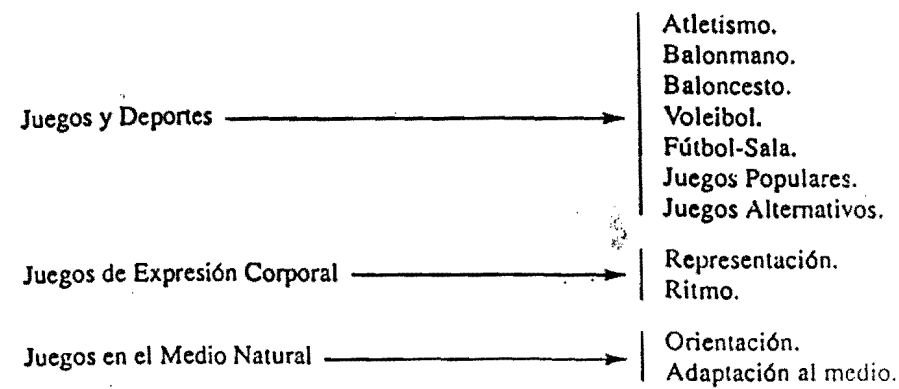 Juegos y Deportes
Atletismo.
Balonmano.
Baloncesto.
Voleibol.
Fútbol-Sala.
Juegos Populares.
Juegos Alternativos.
Juegos de Expresión Corporal
Representación.
Ritmo.
Juegos en el Medio Natural
Orientación.
Adaptación al medio.